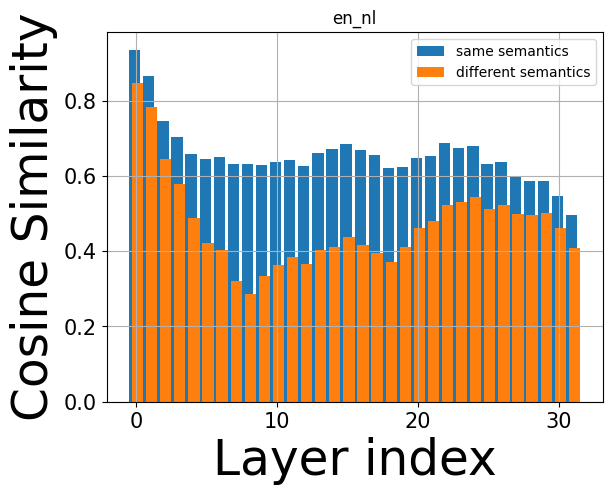 en_nl
same semantics
different semantics
Cosine Similarity
0.8
0.6
0.4
0.2
0.0
0 10 20 30
Layer index